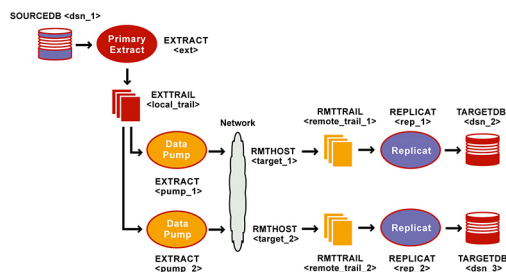 SOURCEDB <dsn_1>
Primary
Extract
EXTRACT
<ext>
EXTTRAIL
<local_trail>
Network
Data
Pump
EXTRACT
<pump_1>
RMTHOST
<target_1>
RMTTRAIL
<remote_trail_1>
REPLICAT
<rep_1>
Replicat
TARGETDB
<dsn_2>
Data
Pump
EXTRACT
<pump_2>
RMTHOST
<target_2>
RMTTRAIL
<remote_trail_2>
Replicat
REPLICAT
<rep_2>
TARGETDB
<dsn_3>